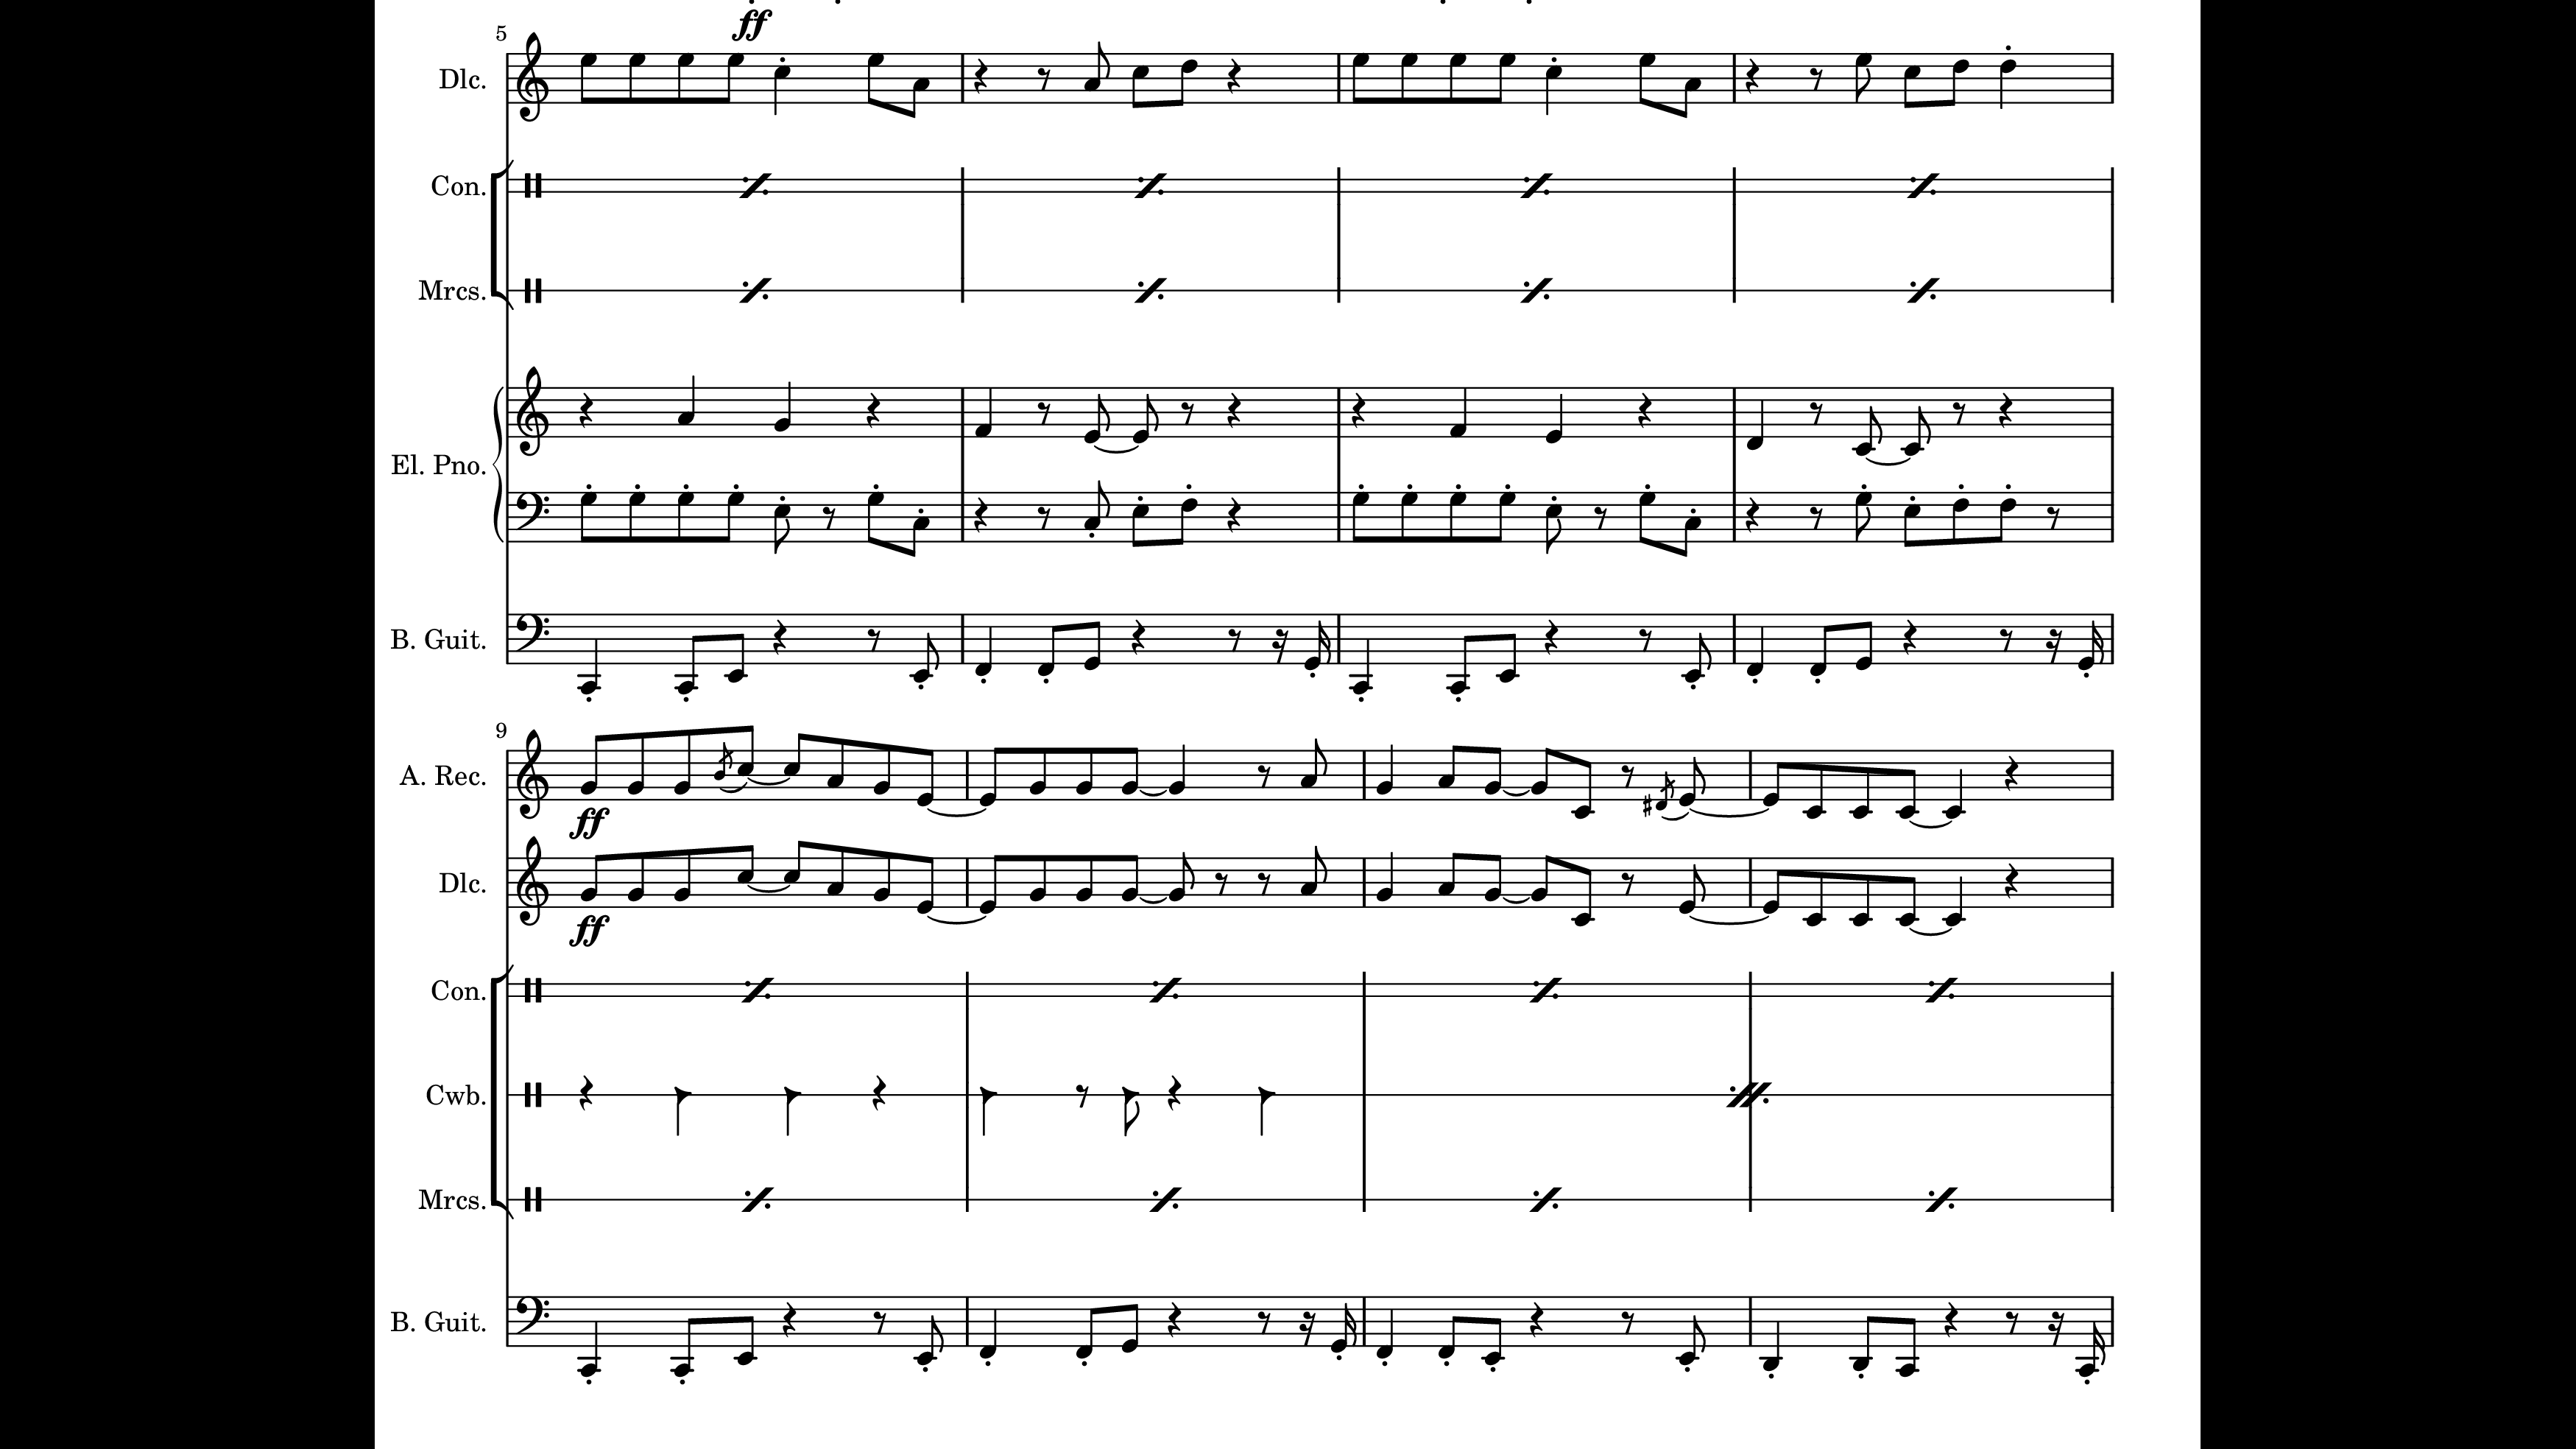 ff
5
Dlc.
Con.
Mrcs.
El. Pno.
B. Guit.
9
A. Rec.
ff
Dlc.
ff
Con.
Cwb.
Mrcs.
B. Guit.